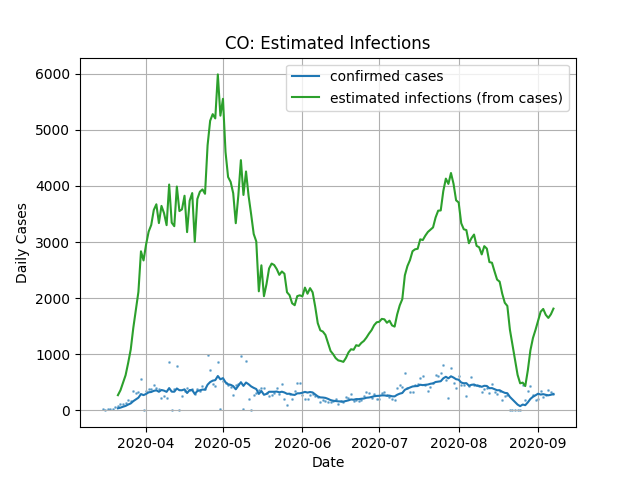 CO: Estimated Infections
confirmed cases
estimated infections (from cases)
Daily Cases
6000
5000
4000
3000
2000
1000
0
2020-04
2020-05
2020-06
2020-07
2020-08
2020-09
Date